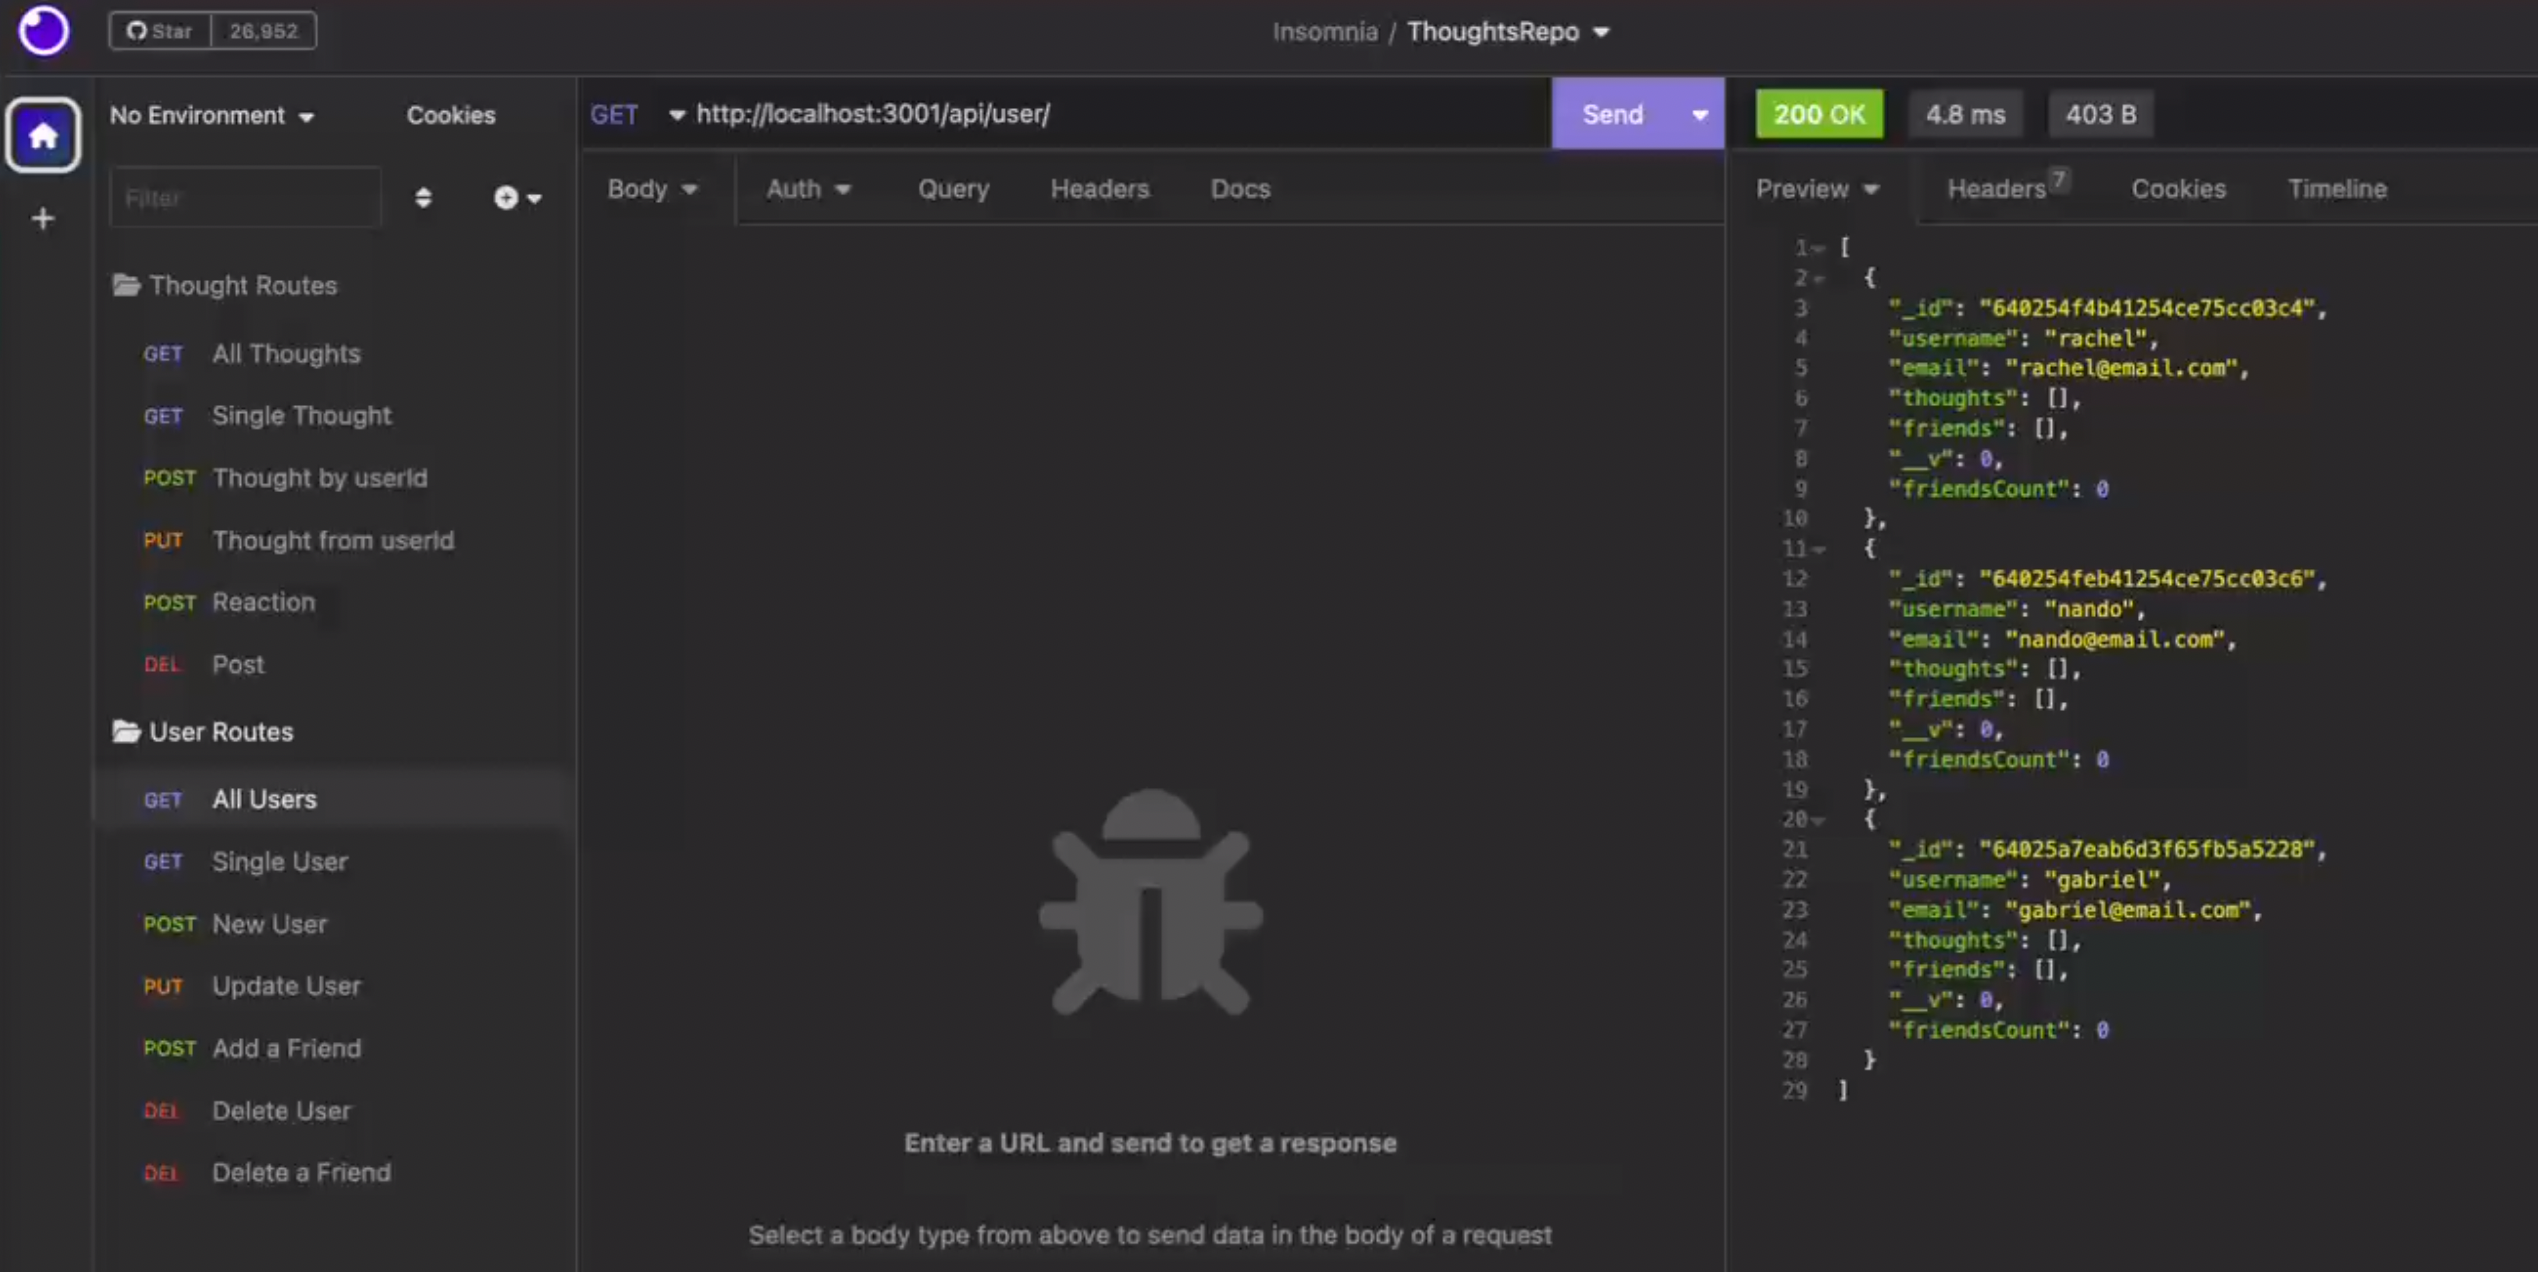 Star 26,952
Insomnia / ThoughtsRepo
No Environment Cookies
Filter
Thought Routes
GET All Thoughts
GET Single Thought
POST Thought by userId
PUT Thought from userId
POST Reaction
DEL Post
User Routes
GET All Users
GET Single User
POST New User
PUT Update User
POST Add a Friend
DEL Delete User
DEL Delete a Friend
GET http://localhost:3001/api/user/ Send
Body Auth Query Headers Docs
Enter a URL and send to get a response
Select a body type from above to send data in the body of a request
200 OK 4.8 ms 403 B
Preview Headers 7 Cookies Timeline
1 [
2 {
3 "_id": "640254f4b41254ce75cc03c4",
4 "username": "rachel",
5 "email": "rachel@email.com",
6 "thoughts": [],
7 "friends": [],
8 "__v": 0,
9 "friendsCount": 0
10 },
11 {
12 "_id": "640254feb41254ce75cc03c6",
13 "username": "nando",
14 "email": "nando@email.com",
15 "thoughts": [],
16 "friends": [],
17 "__v": 0,
18 "friendsCount": 0
19 },
20 {
21 "_id": "64025a7eab6d3f65fb5a5228",
22 "username": "gabriel",
23 "email": "gabriel@email.com",
24 "thoughts": [],
25 "friends": [],
26 "__v": 0,
27 "friendsCount": 0
28 }
29 ]